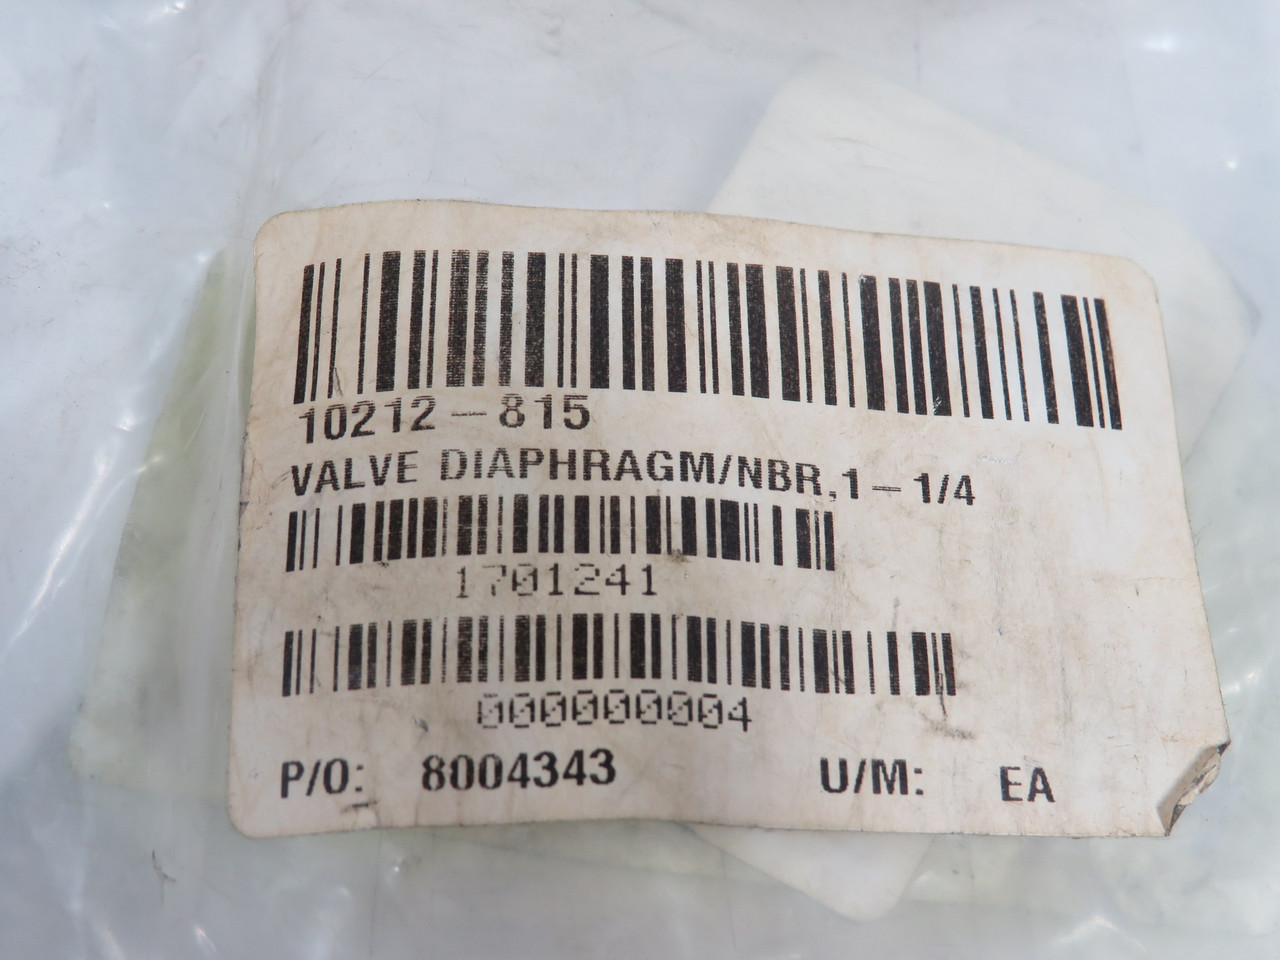 10212-815
VALVE DIAPHRAGM/NBR,1-1/4
1701241
000000004
P/O: 8004343 U/M: EA